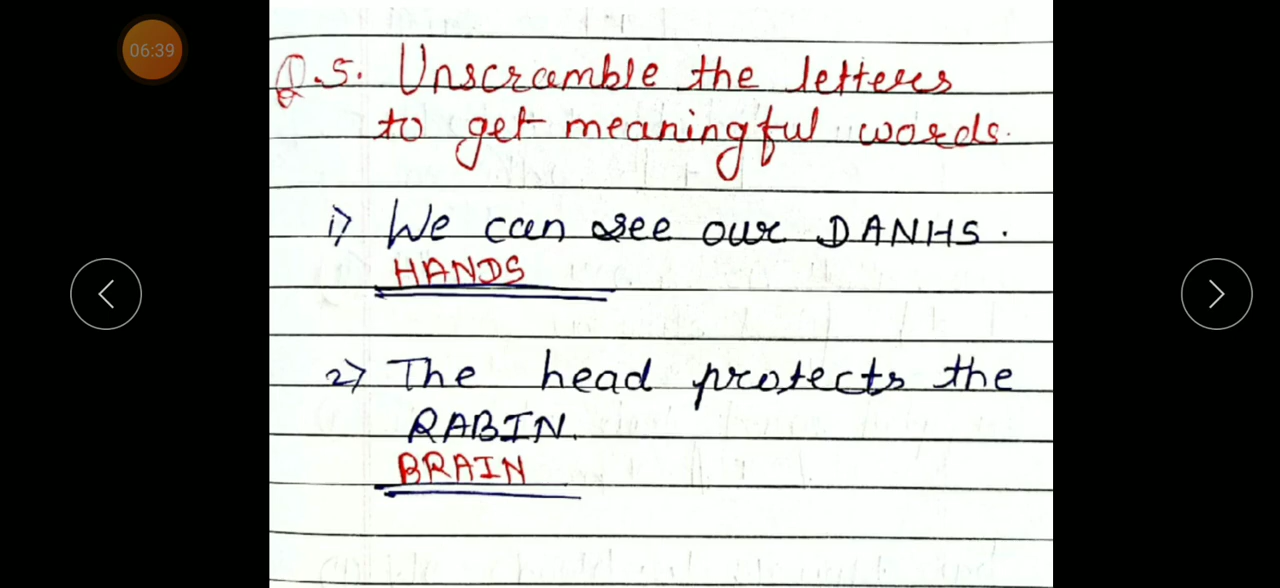 06:39
Q.5. Unscramble the letters
to get meaningful words.
1) We can see our DANHS.
HANDS
2) The head protects the
RABIN.
BRAIN